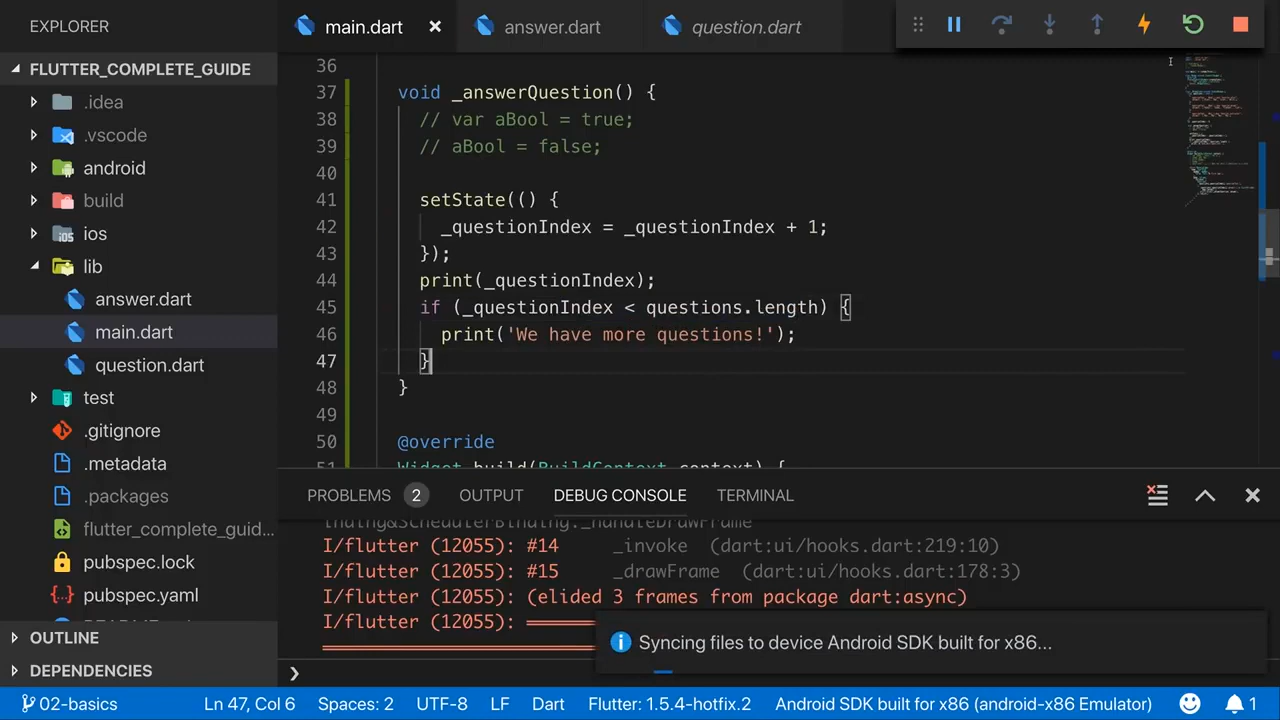 EXPLORER
main.dart
answer.dart
question.dart
FLUTTER_COMPLETE_GUIDE
.idea
.vscode
android
build
ios
lib
answer.dart
main.dart
question.dart
test
.gitignore
.metadata
.packages
flutter_complete_guid...
pubspec.lock
pubspec.yaml
OUTLINE
DEPENDENCIES
36
37 void _answerQuestion() {
38 // var aBool = true;
39 // aBool = false;
40
41 setState(() {
42 _questionIndex = _questionIndex + 1;
43 });
44 print(_questionIndex);
45 if (_questionIndex < questions.length) {
46 print('We have more questions!');
47 }
48 }
49
50 @override
51 Widget build(BuildContext context) {
PROBLEMS 2 OUTPUT DEBUG CONSOLE TERMINAL
I/flutter (12055): #14 _invoke (dart:ui/hooks.dart:219:10)
I/flutter (12055): #15 _drawFrame (dart:ui/hooks.dart:178:3)
I/flutter (12055): (elided 3 frames from package dart:async)
I/flutter (12055):
Syncing files to device Android SDK built for x86...
02-basics Ln 47, Col 6 Spaces: 2 UTF-8 LF Dart Flutter: 1.5.4-hotfix.2 Android SDK built for x86 (android-x86 Emulator) 1